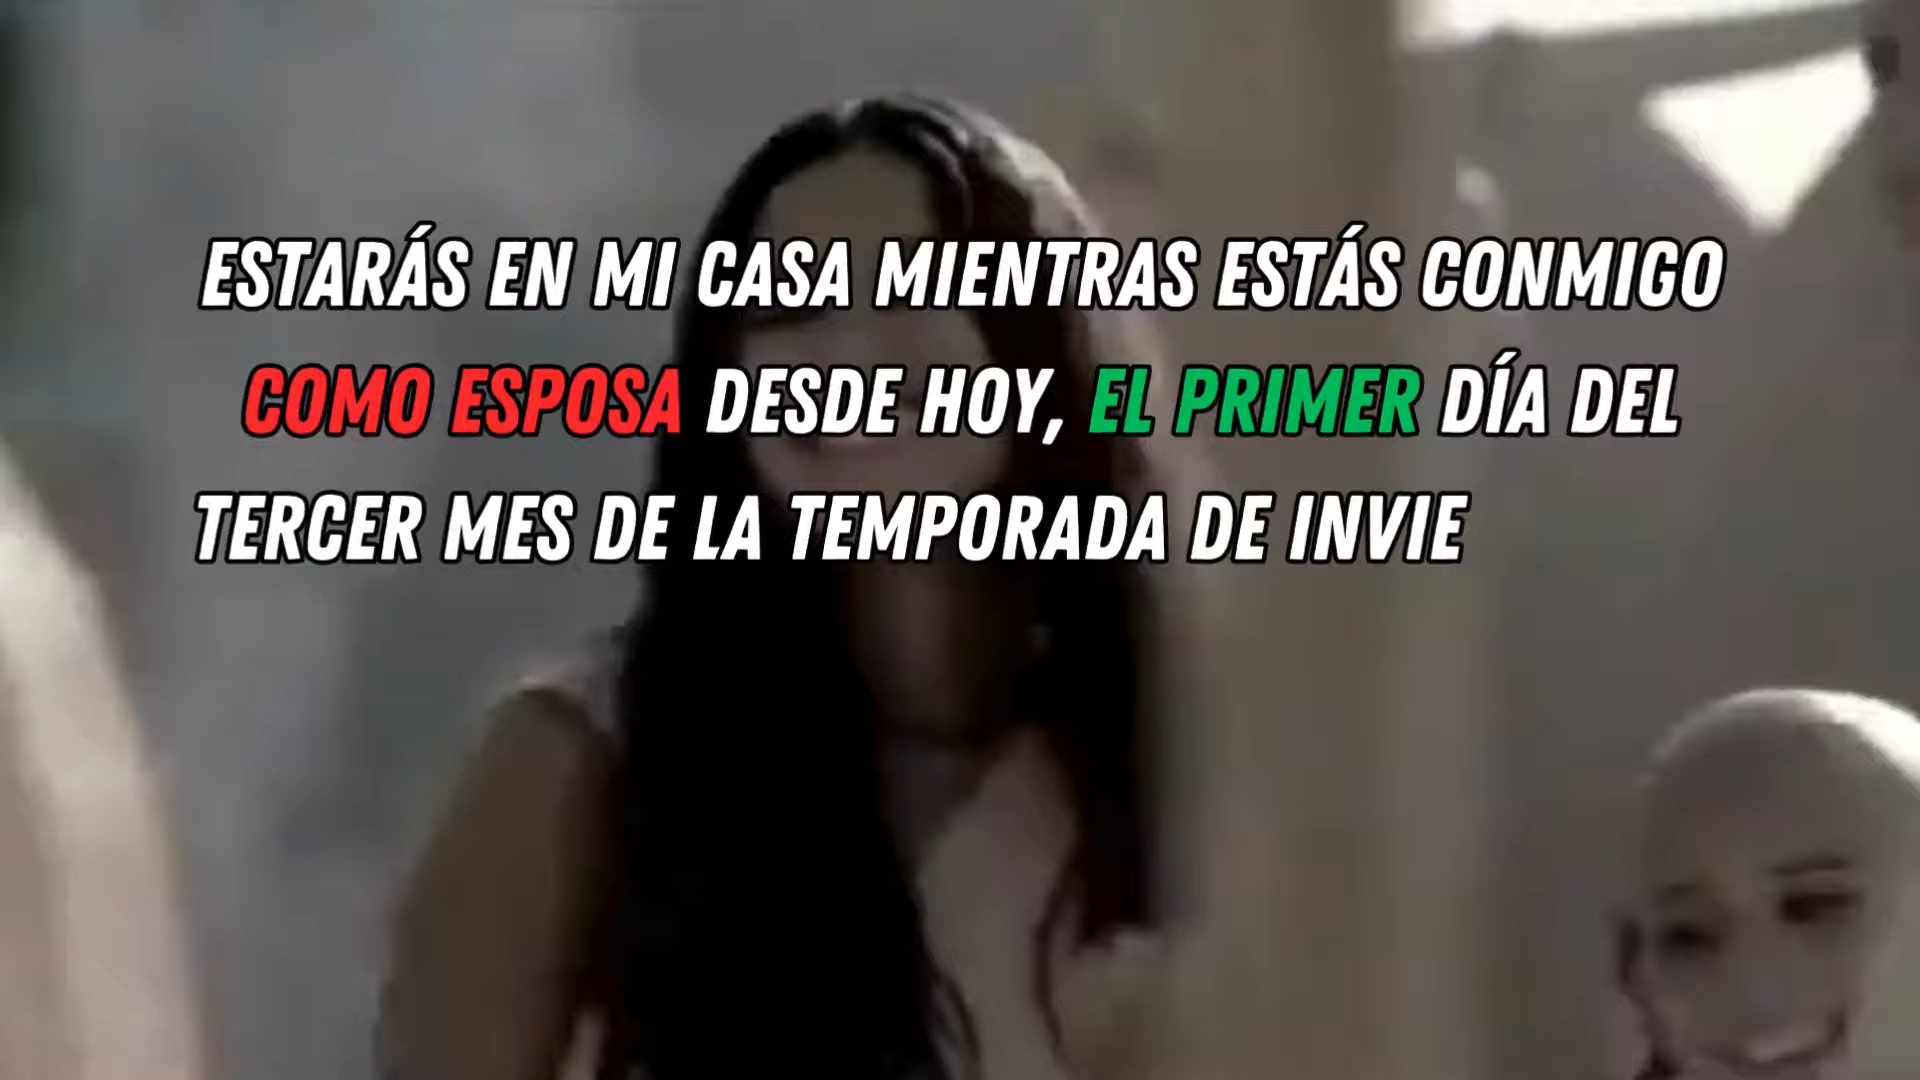 ESTARÁS EN MI CASA MIENTRAS ESTÁS CONMIGO
COMO ESPOSA DESDE HOY, EL PRIMER DÍA DEL
TERCER MES DE LA TEMPORADA DE INVIE